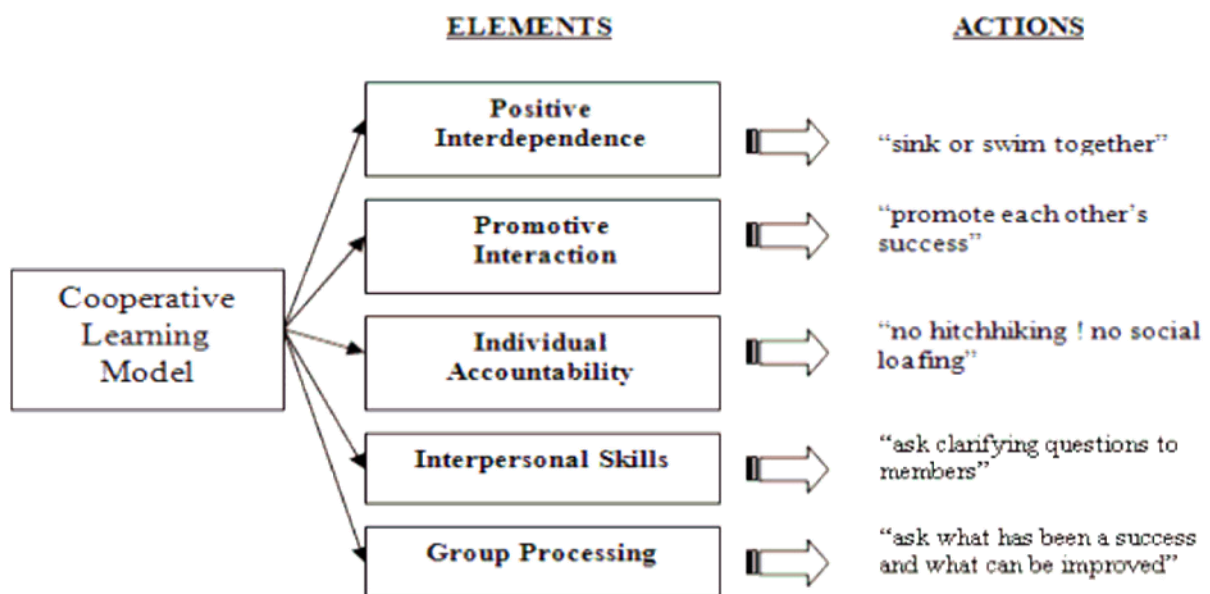 ELEMENTS
ACTIONS
Cooperative
Learning
Model
Positive
Interdependence
“sink or swim together”
Promotive
Interaction
“promote each other’s
success”
Individual
Accountability
“no hitchhiking ! no social
loafing”
Interpersonal Skills
“ask clarifying questions to
members”
Group Processing
“ask what has been a success
and what can be improved”